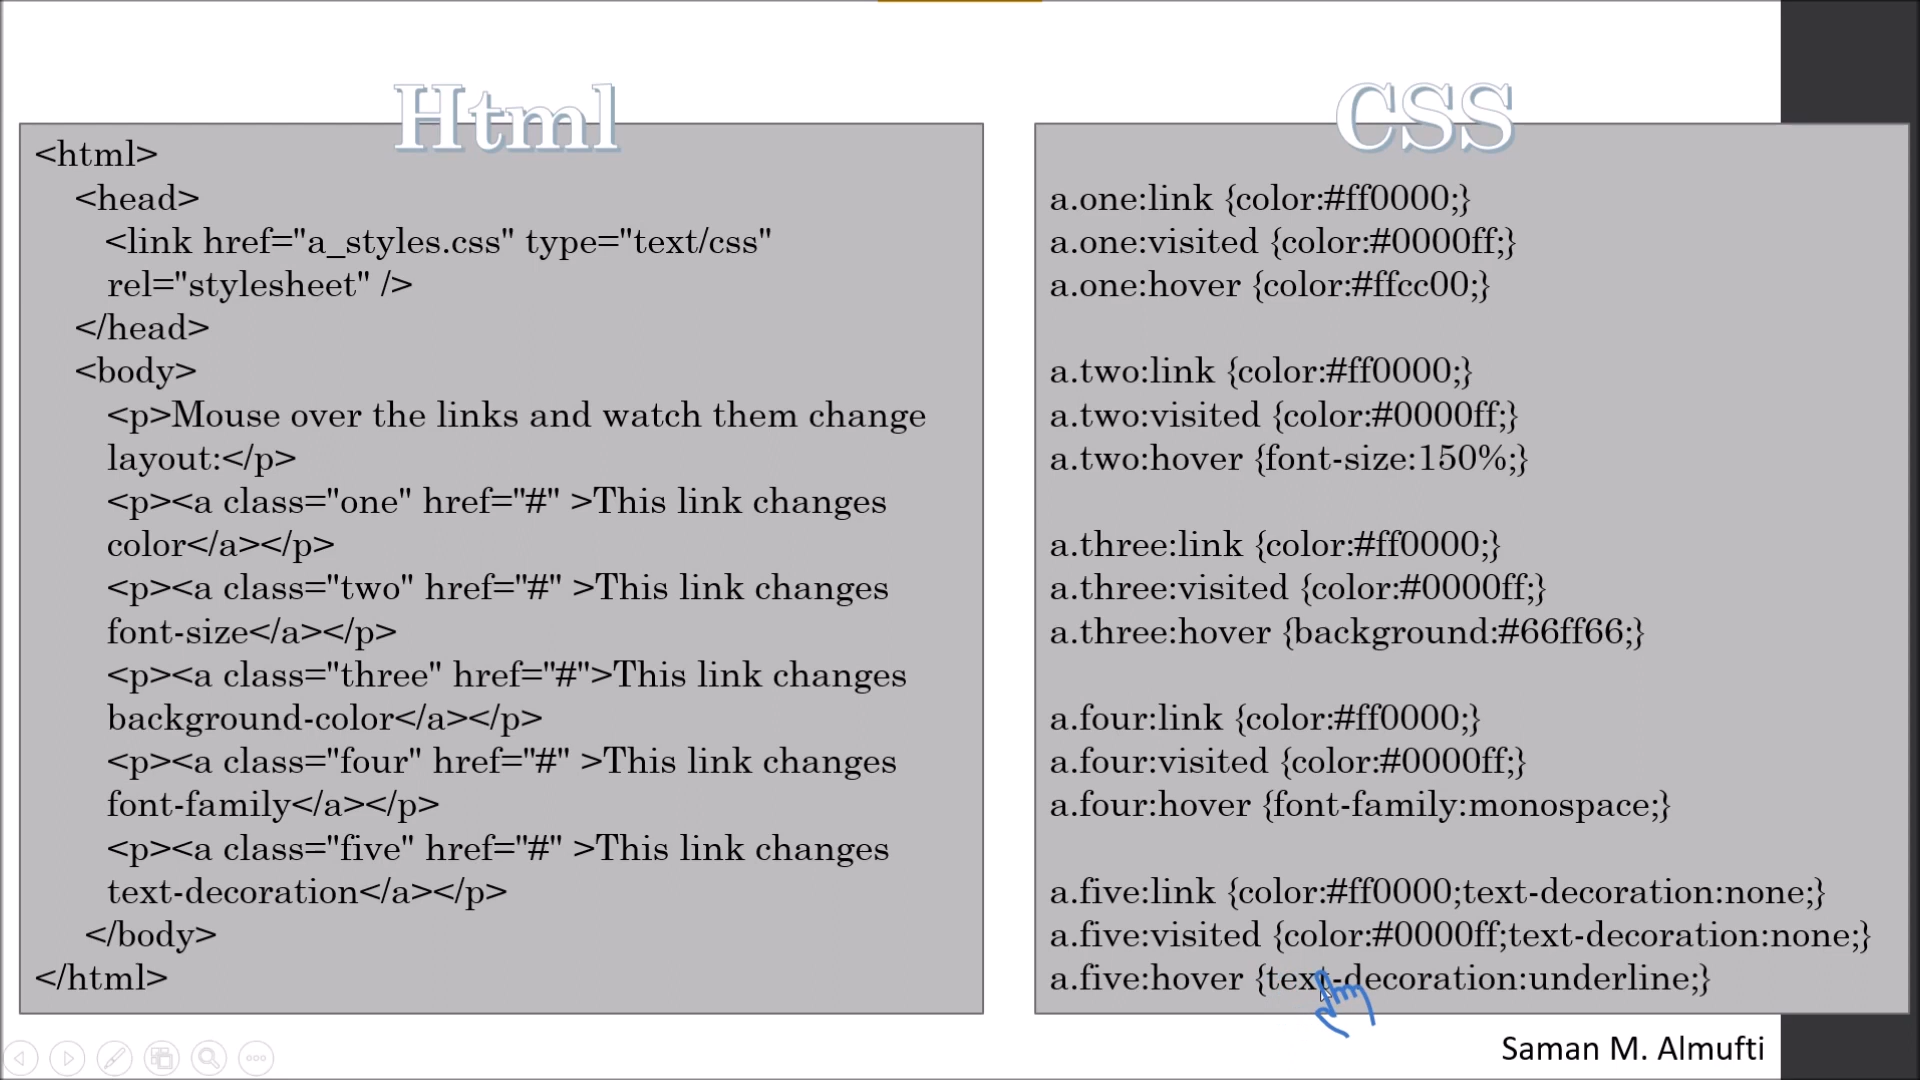 Html
<html>
<head>
<link href="a_styles.css" type="text/css"
rel="stylesheet" />
</head>
<body>
<p>Mouse over the links and watch them change
layout:</p>
<p><a class="one" href="#" >This link changes
color</a></p>
<p><a class="two" href="#" >This link changes
font-size</a></p>
<p><a class="three" href="#">This link changes
background-color</a></p>
<p><a class="four" href="#" >This link changes
font-family</a></p>
<p><a class="five" href="#" >This link changes
text-decoration</a></p>
</body>
</html>
CSS
a.one:link {color:#ff0000;}
a.one:visited {color:#0000ff;}
a.one:hover {color:#ffcc00;}
a.two:link {color:#ff0000;}
a.two:visited {color:#0000ff;}
a.two:hover {font-size:150%;}
a.three:link {color:#ff0000;}
a.three:visited {color:#0000ff;}
a.three:hover {background:#66ff66;}
a.four:link {color:#ff0000;}
a.four:visited {color:#0000ff;}
a.four:hover {font-family:monospace;}
a.five:link {color:#ff0000;text-decoration:none;}
a.five:visited {color:#0000ff;text-decoration:none;}
a.five:hover {text-decoration:underline;}
Saman M. Almufti